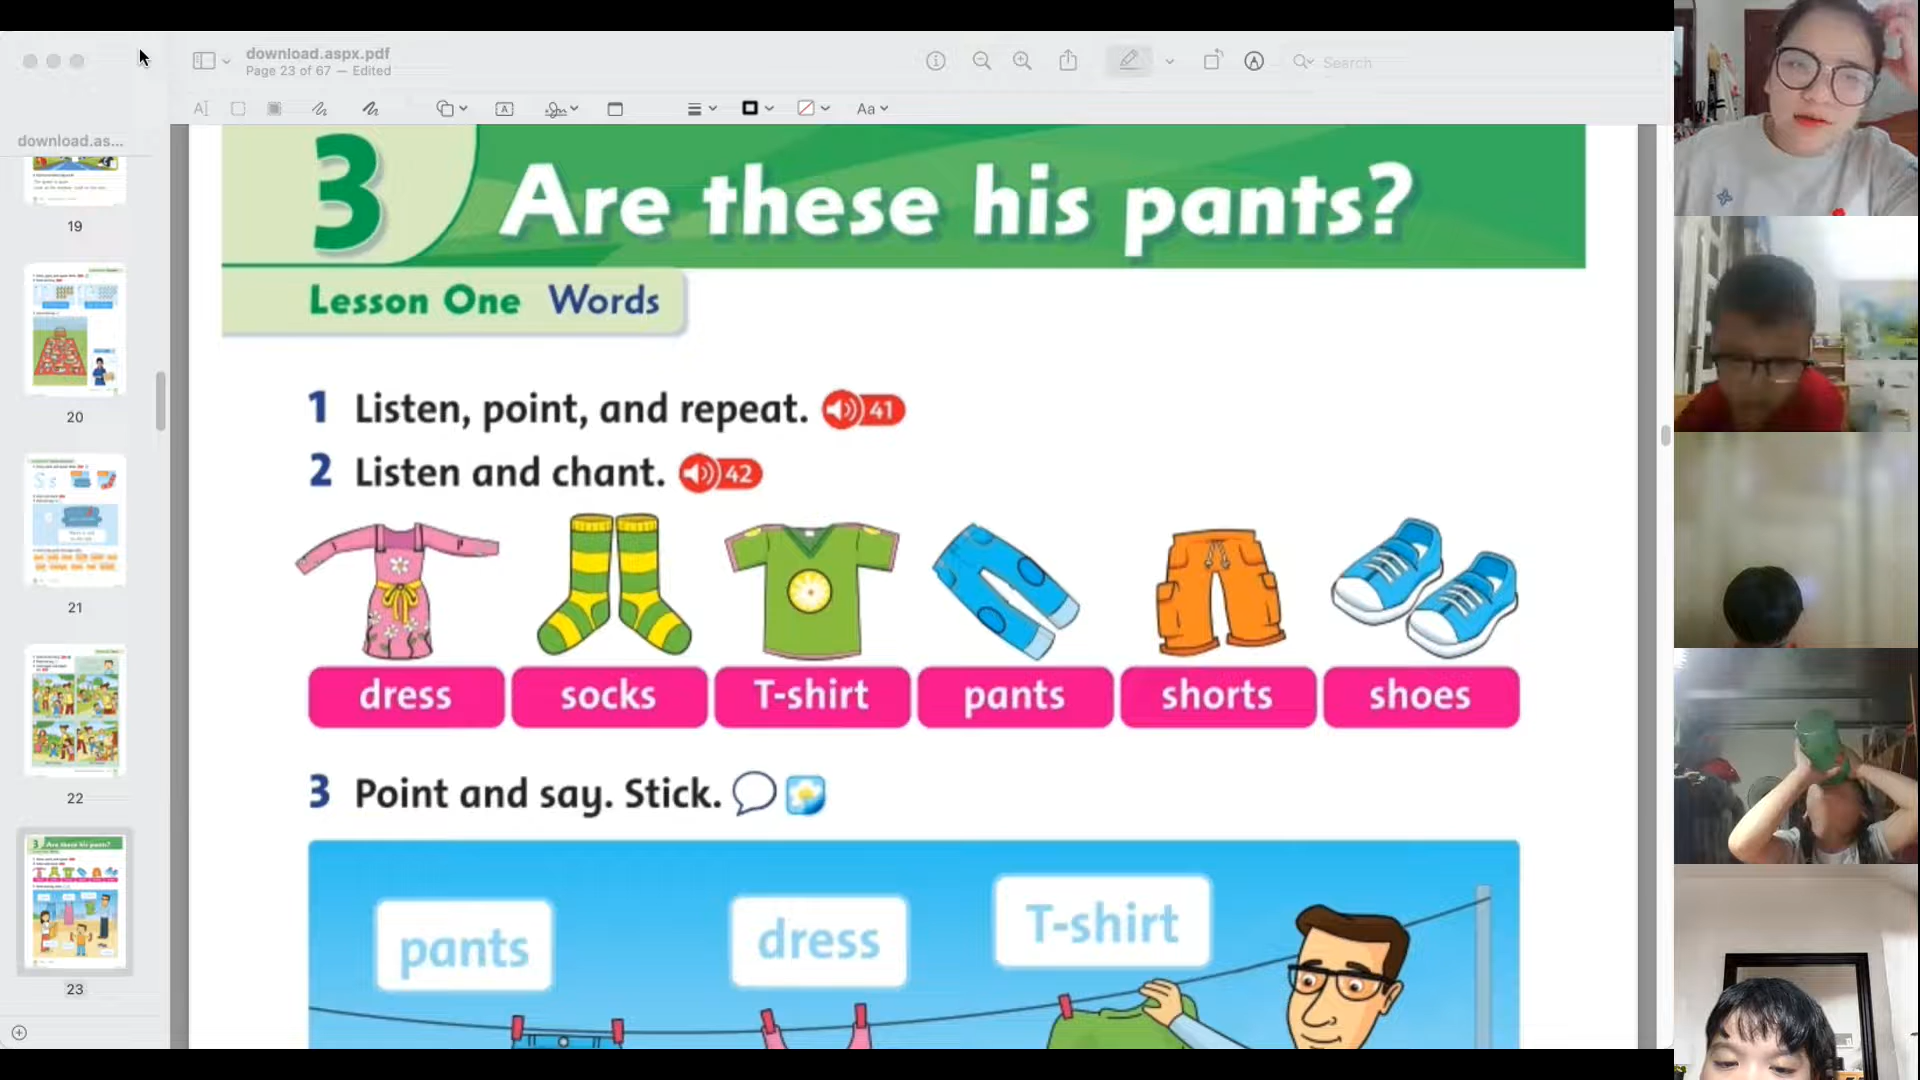 download.aspx.pdf
Page 23 of 67 — Edited
Search
Aa
download.as...
19
20
21
22
23
3 Are these his pants?
Lesson One Words
1 Listen, point, and repeat. 41
2 Listen and chant. 42
dress socks T-shirt pants shorts shoes
3 Point and say. Stick.
pants dress T-shirt